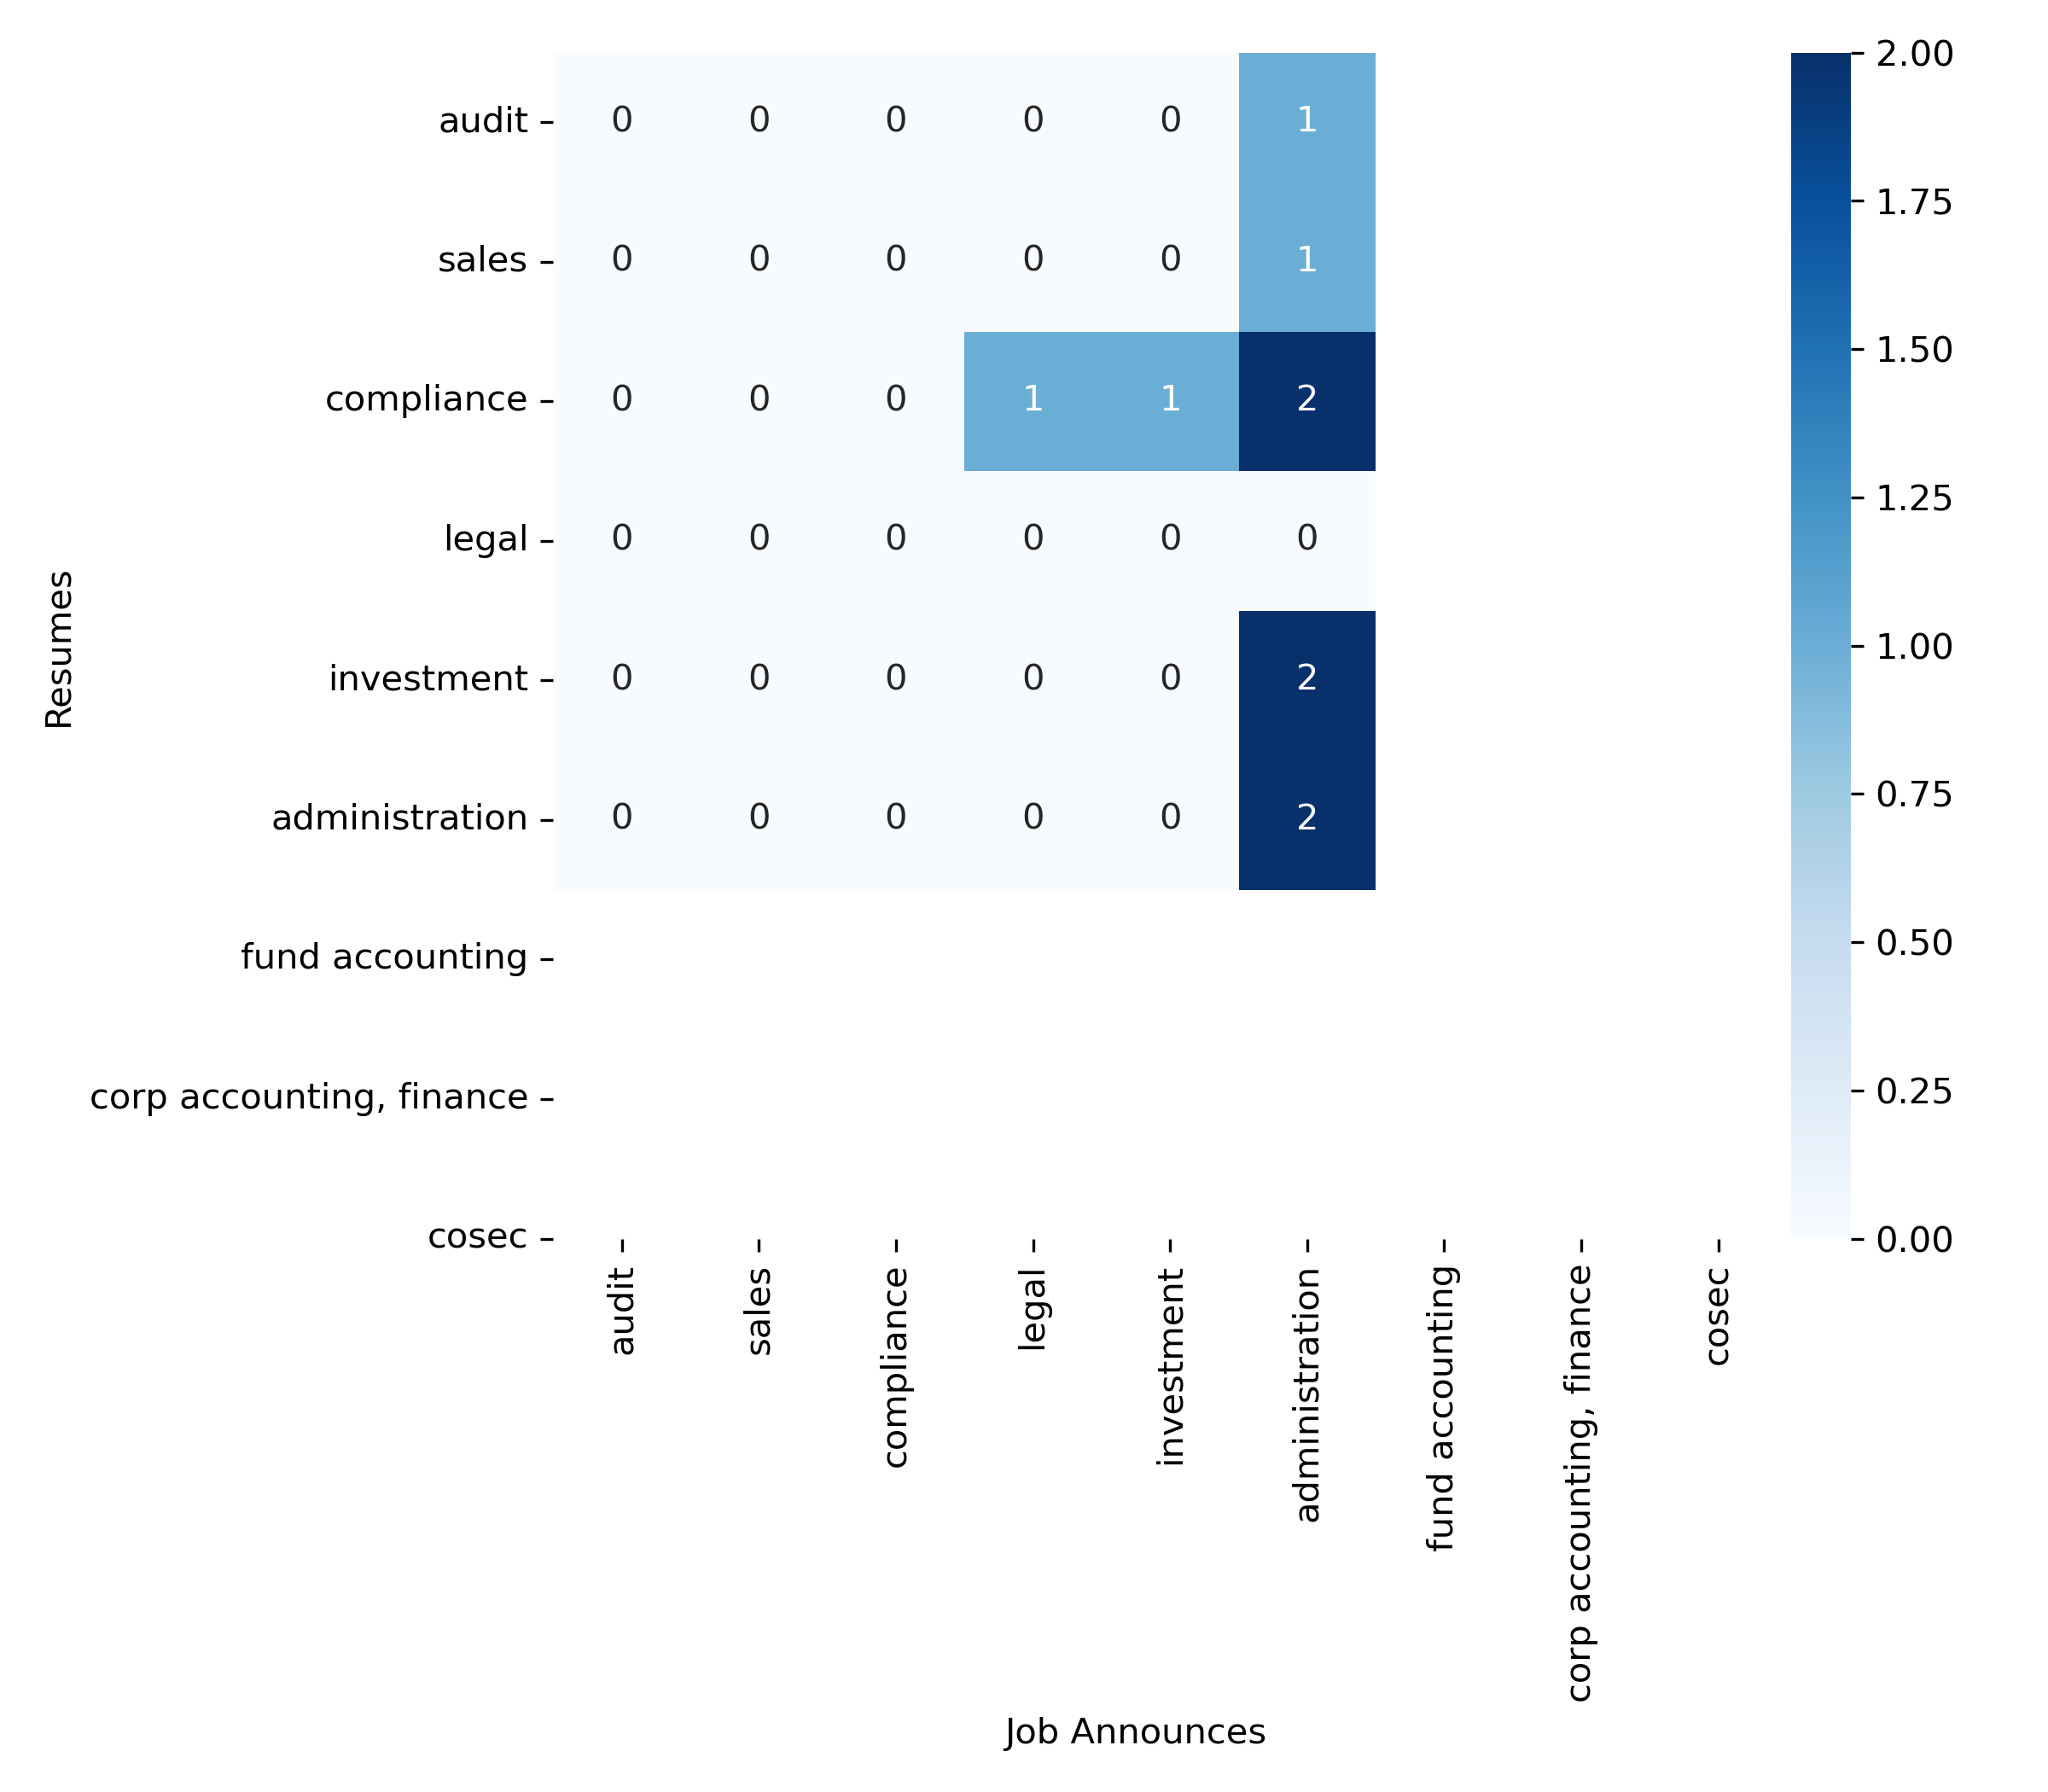 2.00
audit 0 0 0 0 0 1
1.75
sales 0 0 0 0 0 1
1.50
compliance 0 0 0 1 1 2
1.25
legal 0 0 0 0 0 0
1.00
Resumes
investment 0 0 0 0 0 2
0.75
administration 0 0 0 0 0 2
fund accounting
0.50
corp accounting, finance
0.25
cosec
0.00
audit
sales
compliance
legal
investment
administration
fund accounting
corp accounting, finance
cosec
Job Announces